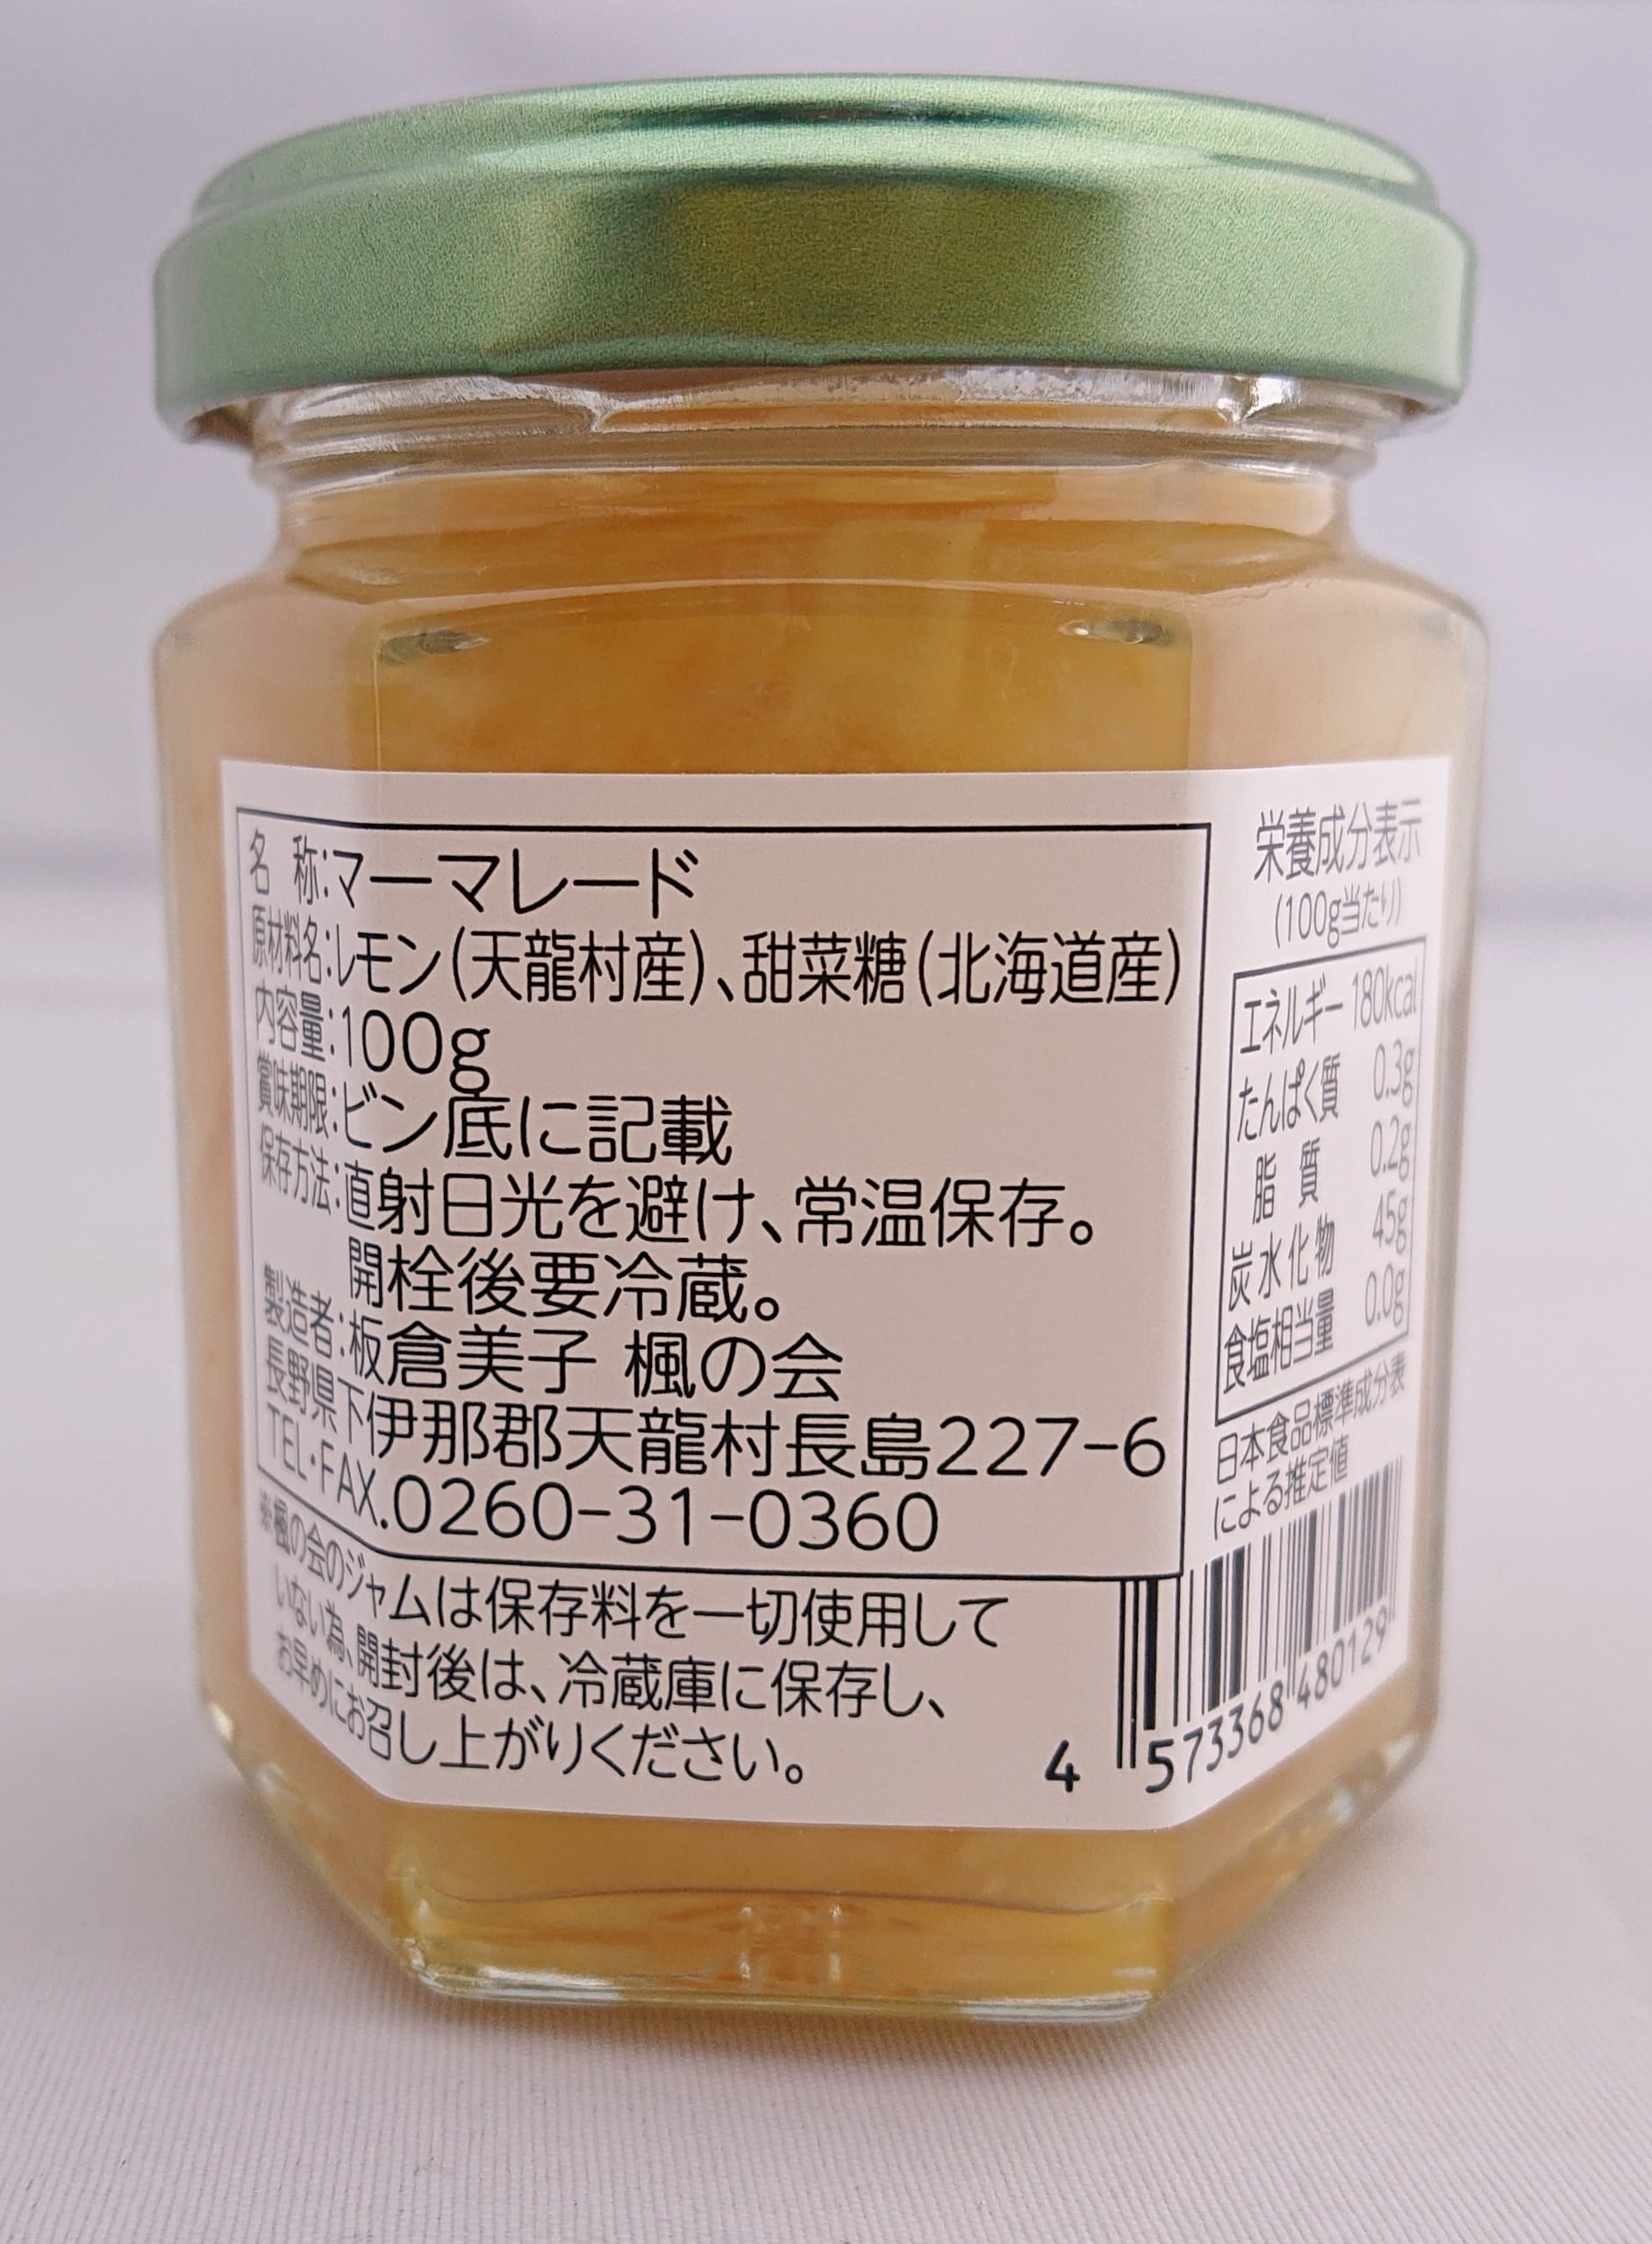 名 称:マーマレード
原材料名:レモン(天龍村産)、甜菜糖(北海道産)
内容量:100g
賞味期限:ビン底に記載
保存方法:直射日光を避け、常温保存。
開栓後要冷蔵。
製造者:板倉美子 楓の会
長野県下伊那郡天龍村長島227-6
TEL・FAX.0260-31-0360
※楓の会のジャムは保存料を一切使用して
いない為、開封後は、冷蔵庫に保存し、
お早めにお召し上がりください。
栄養成分表示
(100g当たり)
エネルギー 180kcal
たんぱく質 0.3g
脂 質 0.2g
炭水化物 45g
食塩相当量 0.0g
日本食品標準成分表
による推定値
4 573368 480129